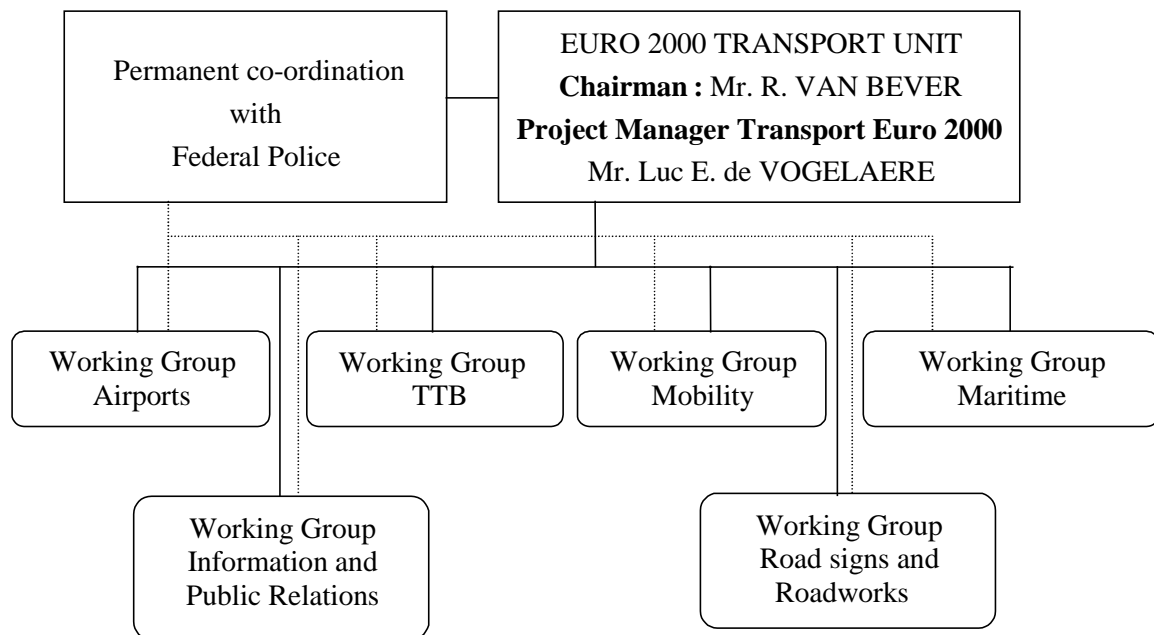 Permanent co-ordination
with
Federal Police
EURO 2000 TRANSPORT UNIT
Chairman : Mr. R. VAN BEVER
Project Manager Transport Euro 2000
Mr. Luc E. de VOGELAERE
Working Group
Airports
Working Group
TTB
Working Group
Mobility
Working Group
Maritime
Working Group
Information and
Public Relations
Working Group
Road signs and
Roadworks